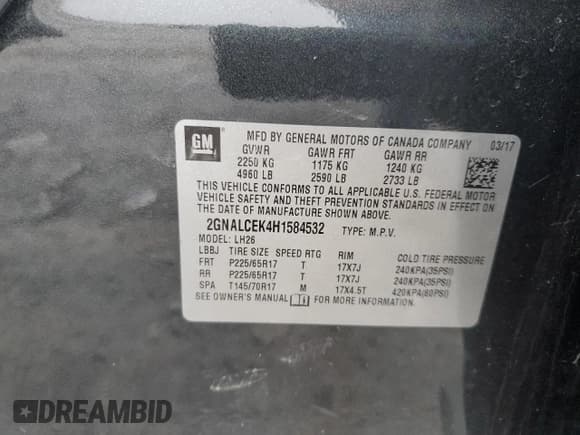 GM
MFD BY GENERAL MOTORS OF CANADA COMPANY 03/17
GVWR GAWR FRT GAWR RR
2250 KG 1175 KG 1240 KG
4960 LB 2590 LB 2733 LB
THIS VEHICLE CONFORMS TO ALL APPLICABLE U.S. FEDERAL MOTOR
VEHICLE SAFETY AND THEFT PREVENTION STANDARDS IN EFFECT ON
THE DATE OF MANUFACTURE SHOWN ABOVE.
2GNALCEK4H1584532 TYPE: M.P.V.
MODEL: LH26
LBBJ TIRE SIZE SPEED RTG RIM COLD TIRE PRESSURE
FRT P225/65R17 T 17X7J 240KPA(35PSI)
RR P225/65R17 T 17X7J 240KPA(35PSI)
SPA T145/70R17 M 17X4.5T 420KPA(60PSI)
SEE OWNER'S MANUAL FOR MORE INFORMATION.
DREAMBID